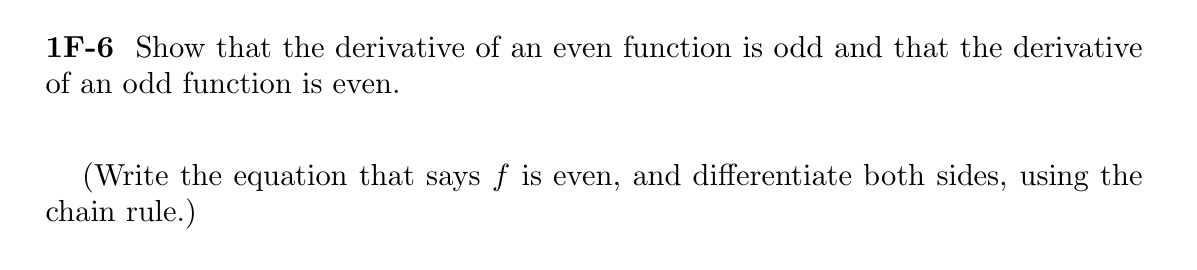 1F-6 Show that the derivative of an even function is odd and that the derivative
of an odd function is even.
(Write the equation that says f is even, and differentiate both sides, using the
chain rule.)